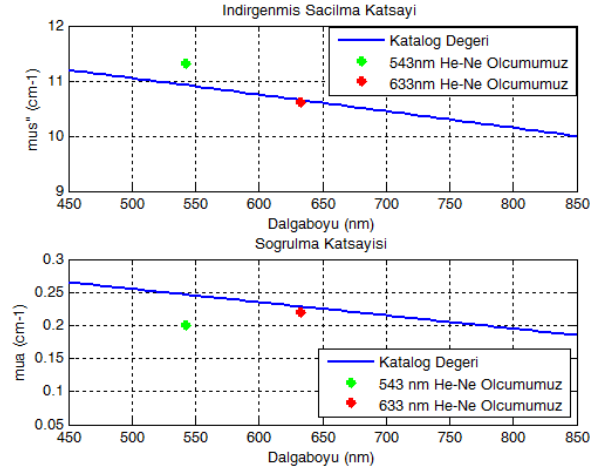 Indirgenmis Sacilma Katsayi
mus" (cm-1)
12
11
10
9
Katalog Degeri
543nm He-Ne Olcumumuz
633nm He-Ne Olcumumuz
450 500 550 600 650 700 750 800 850
Dalgaboyu (nm)
Sogrulma Katsayisi
mua (cm-1)
0.3
0.25
0.2
0.15
0.1
0.05
Katalog Degeri
543 nm He-Ne Olcumumuz
633 nm He-Ne Olcumumuz
450 500 550 600 650 700 750 800 850
Dalgaboyu (nm)